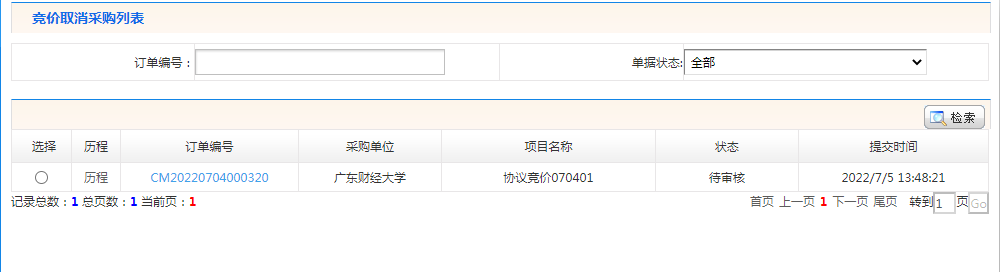 竞价取消采购列表
订单编号： 单据状态: 全部
检索
选择 历程 订单编号 采购单位 项目名称 状态 提交时间
历程 CM20220704000320 广东财经大学 协议竞价070401 待审核 2022/7/5 13:48:21
记录总数：1 总页数：1 当前页：1 首页 上一页 1 下一页 尾页 转到 1 页 Go